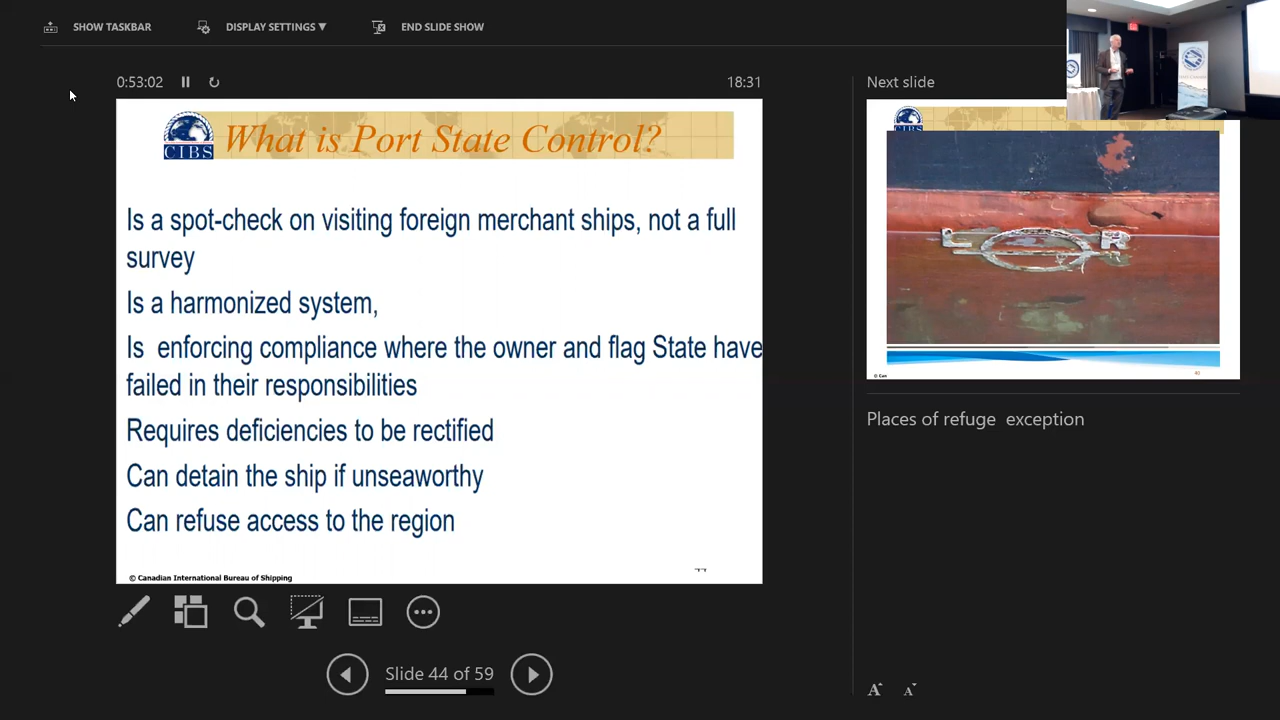 SHOW TASKBAR
DISPLAY SETTINGS ▼
END SLIDE SHOW
0:53:02
18:31
Next slide
CIBS
What is Port State Control?
Is a spot-check on visiting foreign merchant ships, not a full
survey
Is a harmonized system,
Is enforcing compliance where the owner and flag State have
failed in their responsibilities
Requires deficiencies to be rectified
Can detain the ship if unseaworthy
Can refuse access to the region
© Canadian International Bureau of Shipping
L R
© Can
Places of refuge exception
Slide 44 of 59
A A